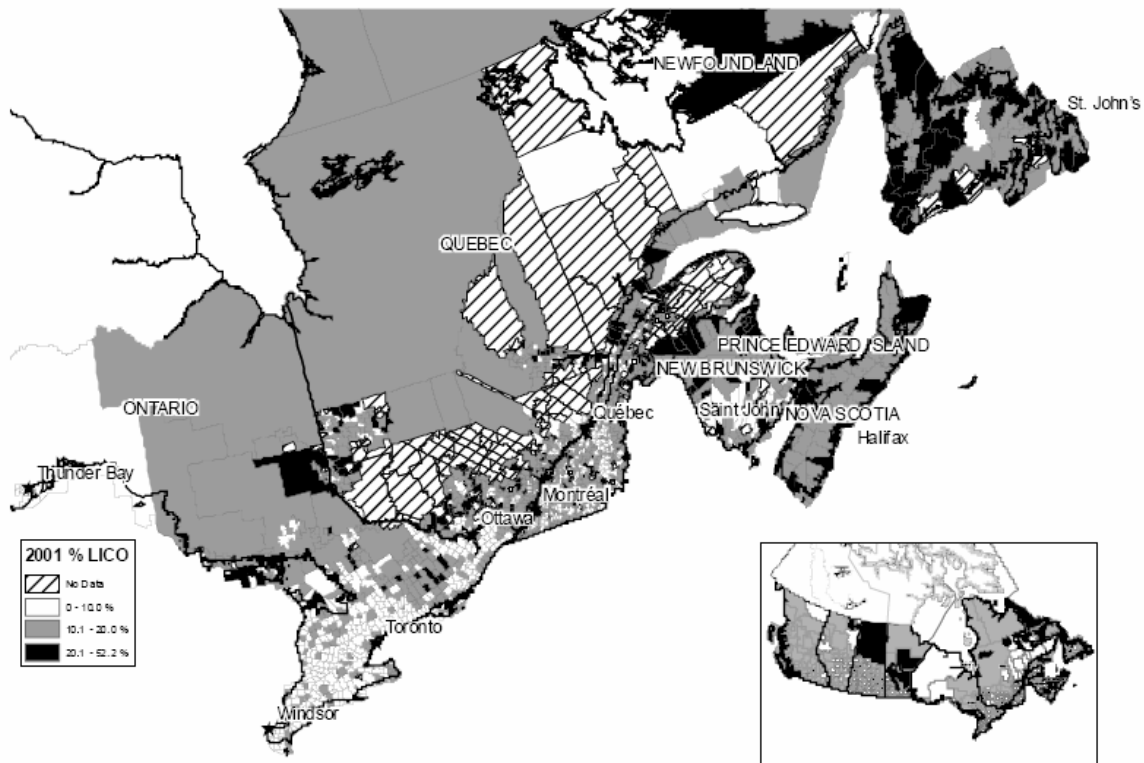 NEWFOUNDLAND
St. John's
QUEBEC
PRINCE EDWARD ISLAND
NEW BRUNSWICK
ONTARIO
Québec
Saint John
NOVA SCOTIA
Halifax
Thunder Bay
Montréal
Ottawa
2001 % LICO
No Data
0 - 10.0 %
10.1 - 20.0 %
20.1 - 52.2 %
Toronto
Windsor